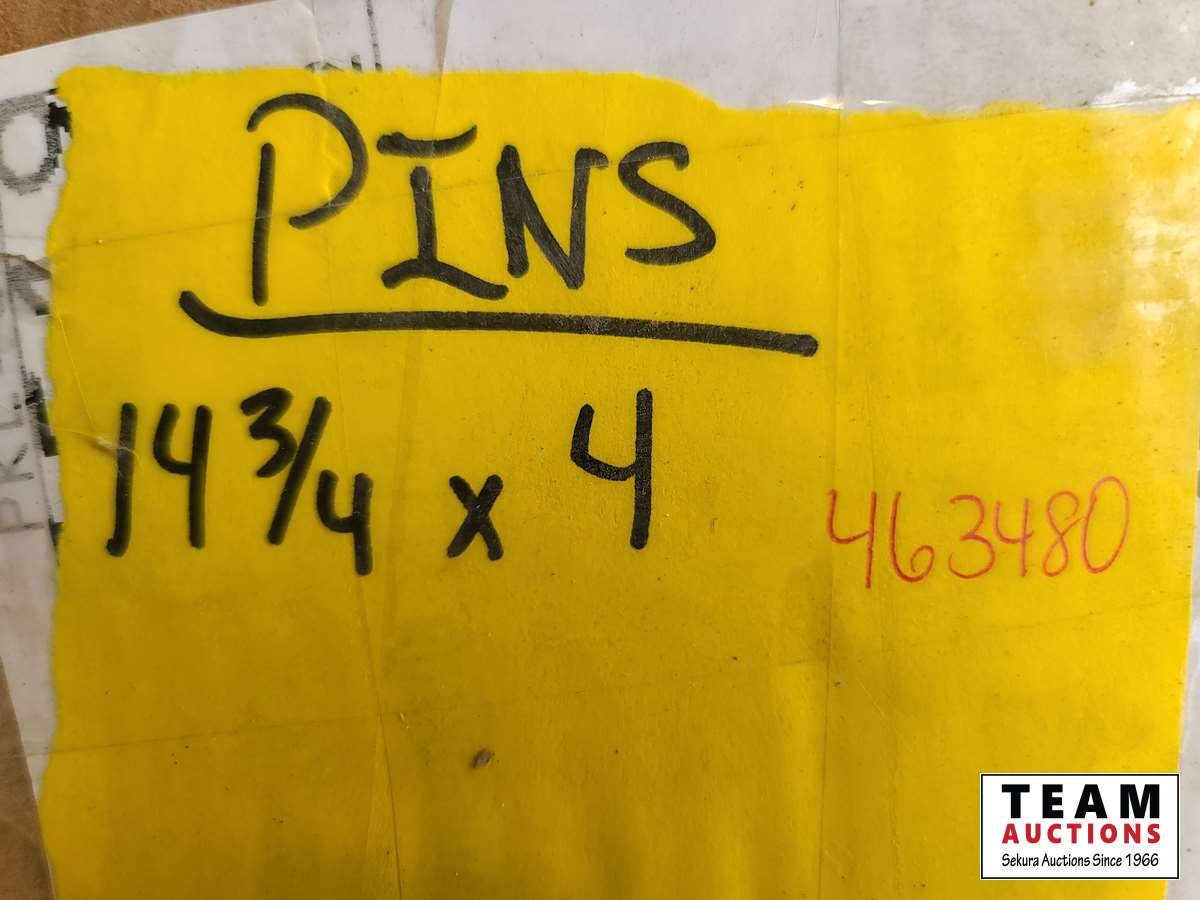 PINS
14 3/4 x 4
463480
TEAM
AUCTIONS
Sekura Auctions Since 1966